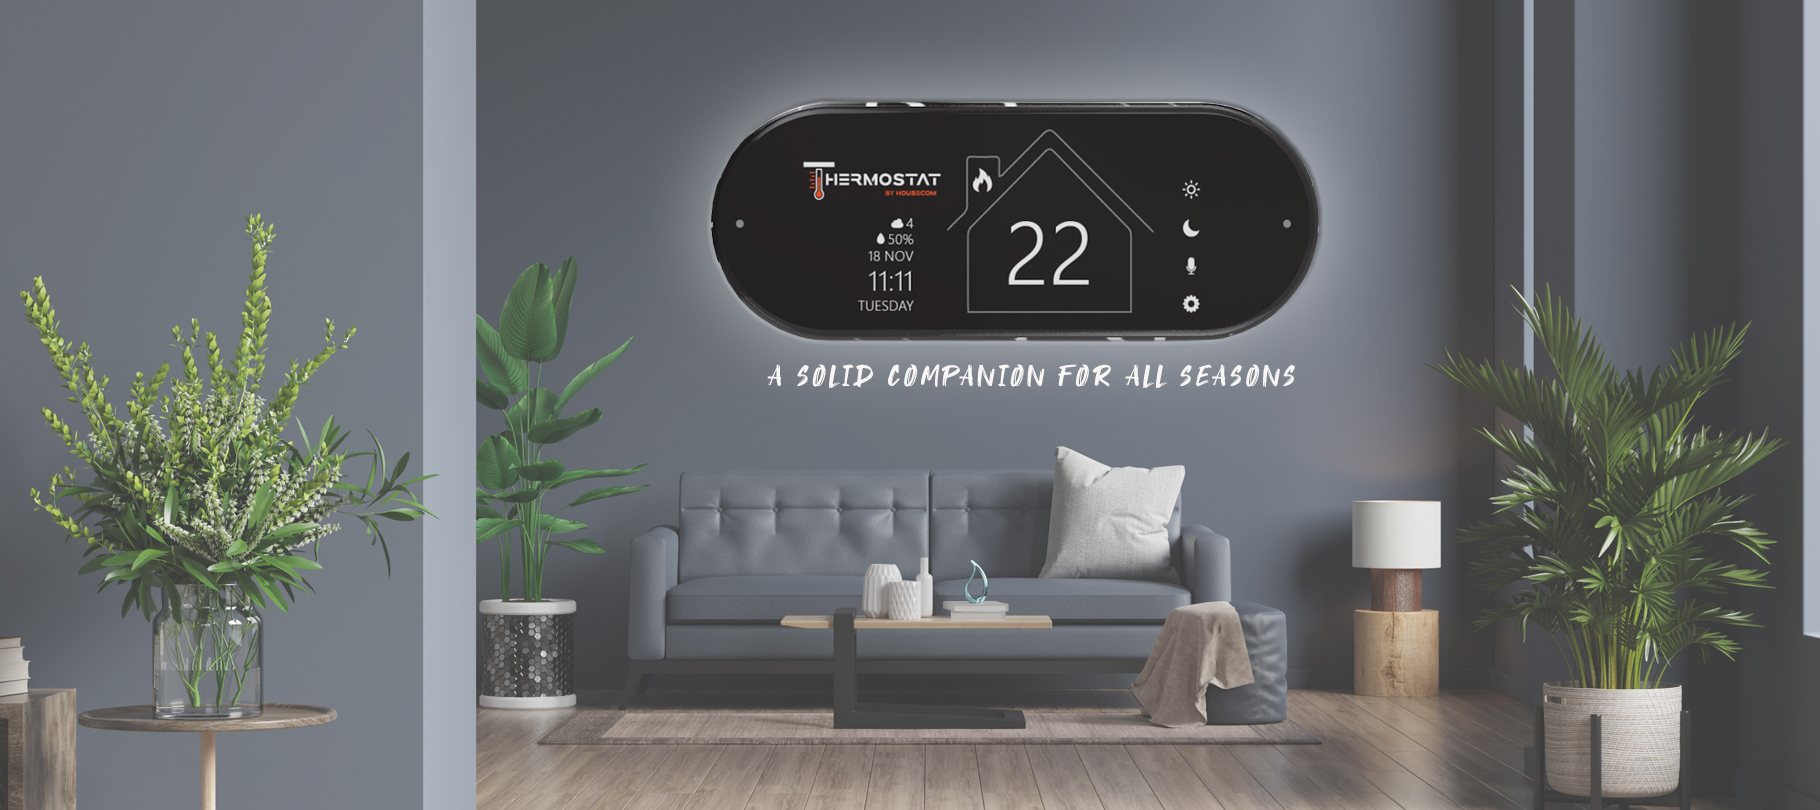 THERMOSTAT
BY HOUSECOM
4
50%
18 NOV
11:11
TUESDAY
22
A SOLID COMPANION FOR ALL SEASONS